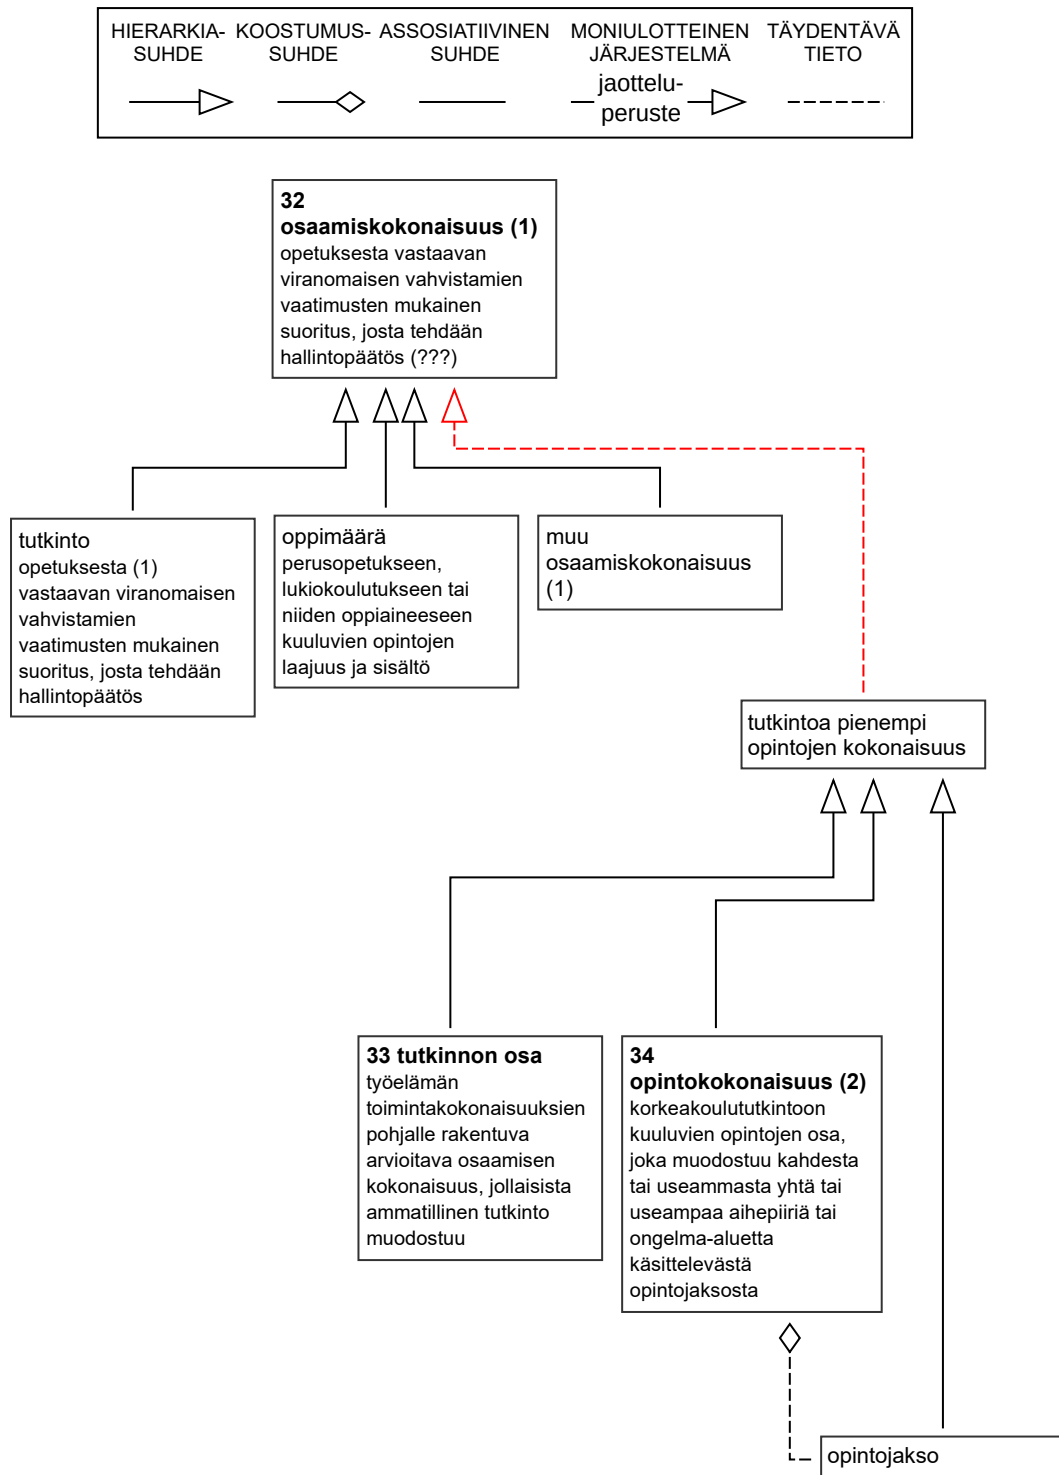 HIERARKIA-
SUHDE
KOOSTUMUS-
SUHDE
ASSOSIATIIVINEN
SUHDE
MONIULOTTEINEN
JÄRJESTELMÄ
jaottelu-
peruste
TÄYDENTÄVÄ
TIETO
32
osaamiskokonaisuus (1)
opetuksesta vastaavan
viranomaisen vahvistamien
vaatimusten mukainen
suoritus, josta tehdään
hallintopäätös (???)
tutkinto
opetuksesta (1)
vastaavan viranomaisen
vahvistamien
vaatimusten mukainen
suoritus, josta tehdään
hallintopäätös
oppimäärä
perusopetukseen,
lukiokoulutukseen tai
niiden oppiaineeseen
kuuluvien opintojen
laajuus ja sisältö
muu
osaamiskokonaisuus
(1)
tutkintoa pienempi
opintojen kokonaisuus
33 tutkinnon osa
työelämän
toimintakokonaisuuksien
pohjalle rakentuva
arvioitava osaamisen
kokonaisuus, jollaisista
ammatillinen tutkinto
muodostuu
34
opintokokonaisuus (2)
korkeakoulututkintoon
kuuluvien opintojen osa,
joka muodostuu kahdesta
tai useammasta yhtä tai
useampaa aihepiiriä tai
ongelma-aluetta
käsittelevästä
opintojaksosta
opintojakso